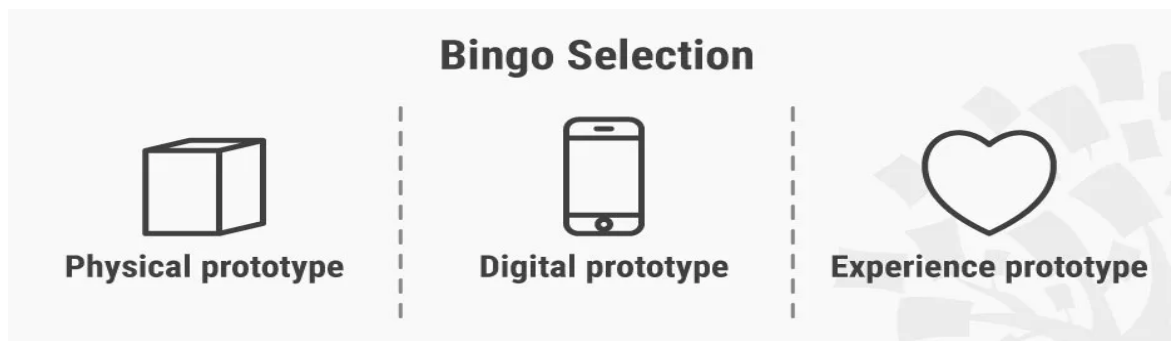 Bingo Selection
Physical prototype
Digital prototype
Experience prototype